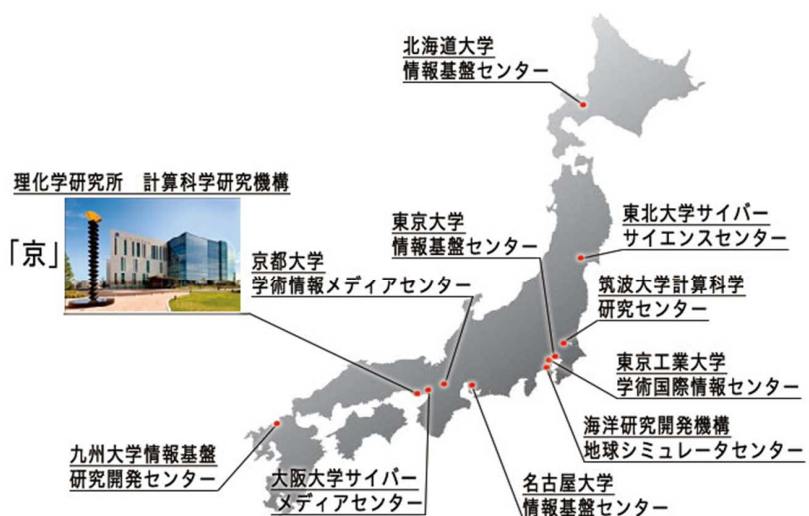 北海道大学
情報基盤センター
理化学研究所　計算科学研究機構
「京」
東京大学
情報基盤センター
東北大学サイバー
サイエンスセンター
京都大学
学術情報メディアセンター
筑波大学計算科学
研究センター
東京工業大学
学術国際情報センター
海洋研究開発機構
地球シミュレータセンター
九州大学情報基盤
研究開発センター
大阪大学サイバー
メディアセンター
名古屋大学
情報基盤センター